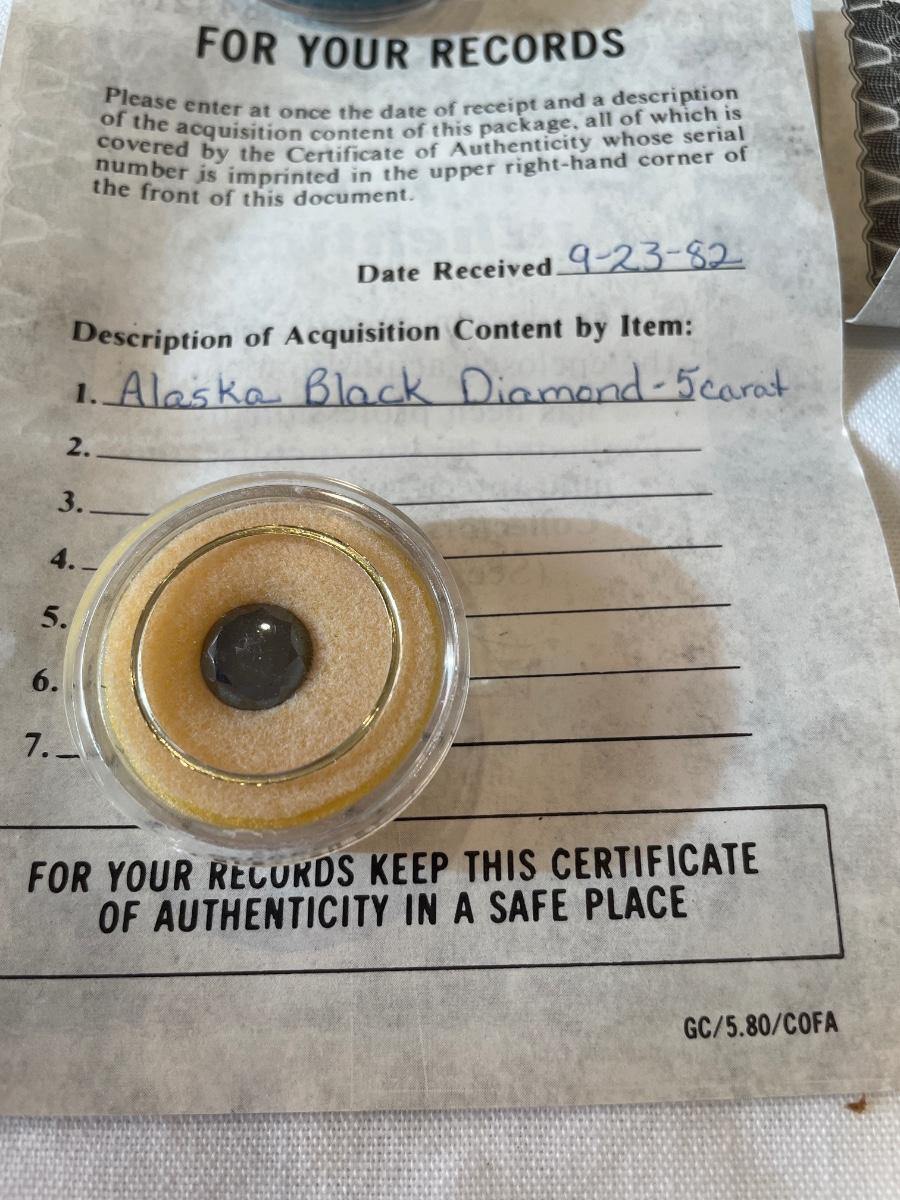 FOR YOUR RECORDS
Please enter at once the date of receipt and a description
of the acquisition content of this package, all of which is
covered by the Certificate of Authenticity whose serial
number is imprinted in the upper right-hand corner of
the front of this document.
Date Received 9-23-82
Description of Acquisition Content by Item:
1. Alaska Black Diamond - 5 carat
2.
3.
4.
5.
6.
7.
FOR YOUR RECORDS KEEP THIS CERTIFICATE
OF AUTHENTICITY IN A SAFE PLACE
GC/5.80/COFA